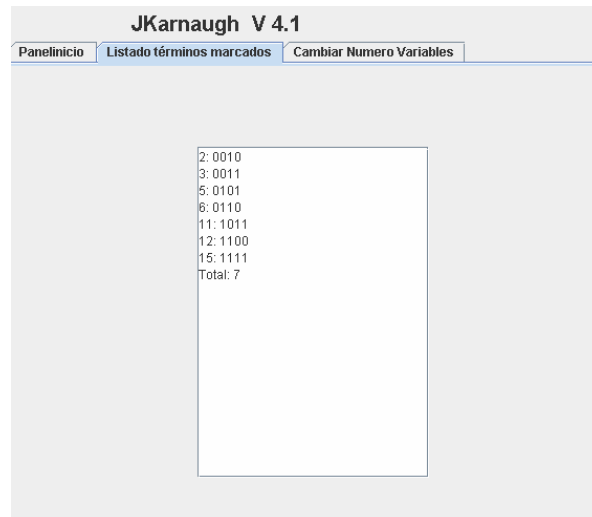 JKarnaugh V 4.1
Panelinicio Listado términos marcados Cambiar Numero Variables
2: 0010
3: 0011
5: 0101
6: 0110
11: 1011
12: 1100
15: 1111
Total: 7